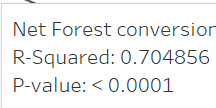 Net Forest conversion
R-Squared: 0.704856
P-value: < 0.0001